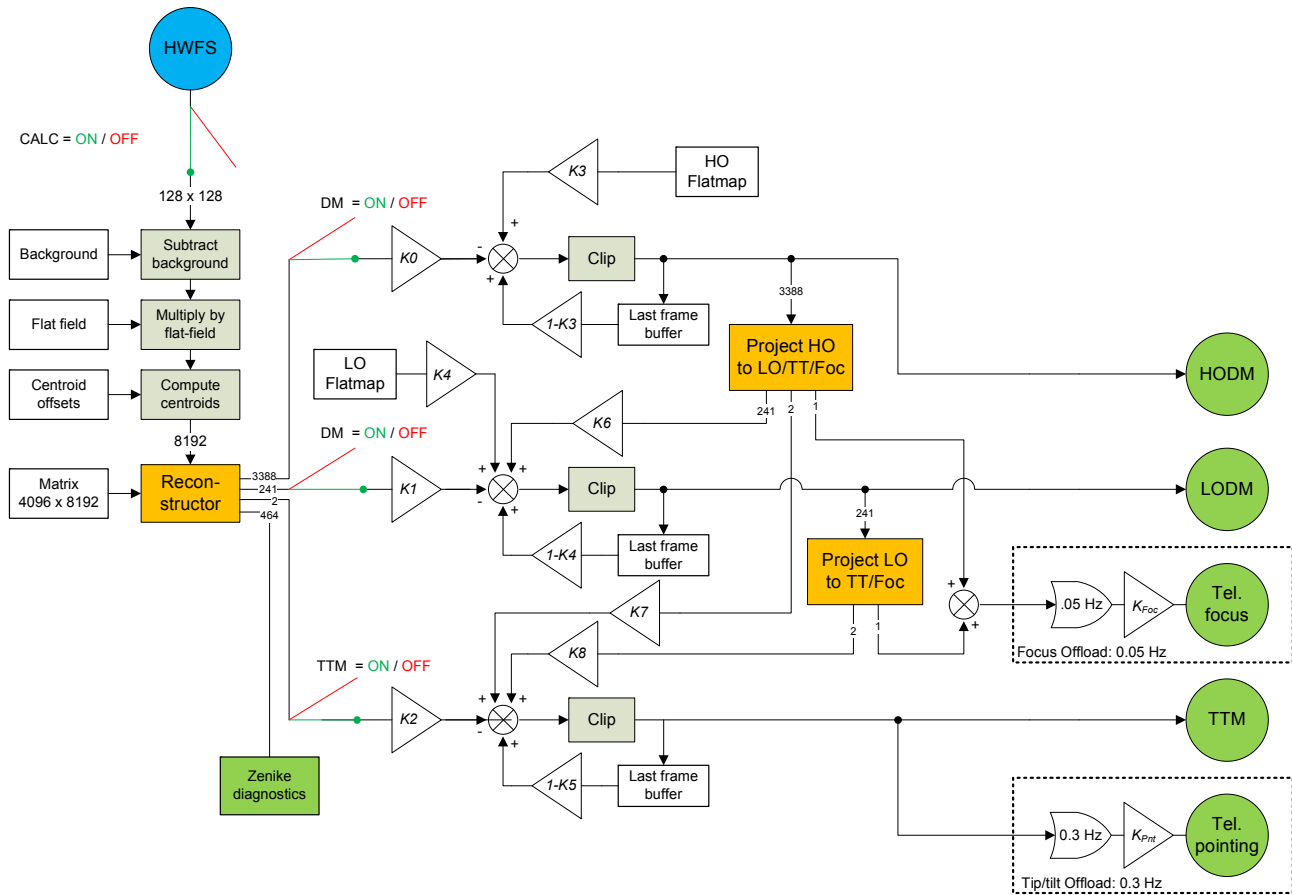 HWFS
CALC = ON / OFF
128 x 128
Background
Subtract
background
Flat field
Multiply by
flat-field
Centroid
offsets
Compute
centroids
8192
Matrix
4096 x 8192
Recon-
structor
3388
241
2
464
Zenike
diagnostics
DM = ON / OFF
K0
K3
HO
Flatmap
+
-
+
Clip
1-K3
Last frame
buffer
3388
Project HO
to LO/TT/Foc
241
2
1
HODM
LO
Flatmap
K4
K6
DM = ON / OFF
K1
+
+
-
+
Clip
1-K4
Last frame
buffer
241
Project LO
to TT/Foc
2
1
LODM
K7
K8
+
+
.05 Hz
KFoc
Tel.
focus
Focus Offload: 0.05 Hz
TTM = ON / OFF
K2
+
+
-
+
Clip
1-K5
Last frame
buffer
TTM
0.3 Hz
KPnt
Tel.
pointing
Tip/tilt Offload: 0.3 Hz